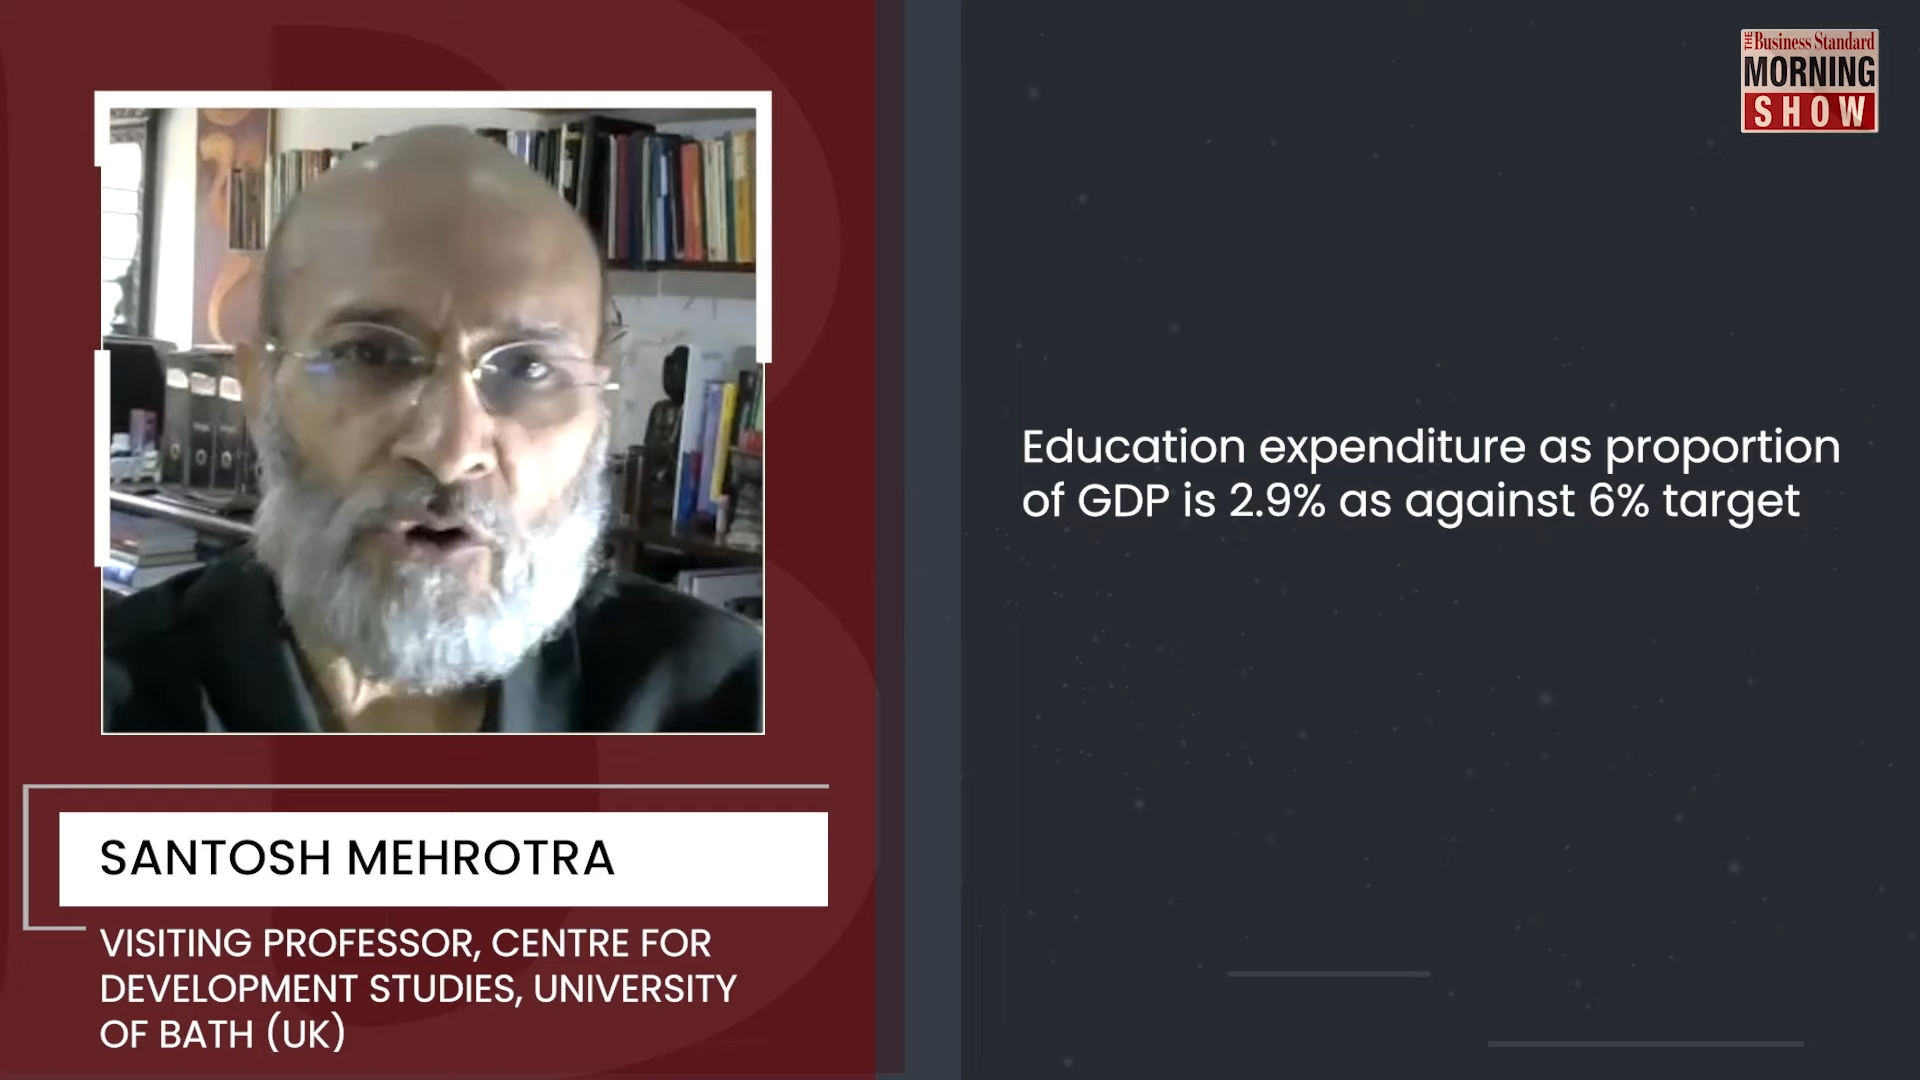 THE Business Standard
MORNING
SHOW
Education expenditure as proportion
of GDP is 2.9% as against 6% target
SANTOSH MEHROTRA
VISITING PROFESSOR, CENTRE FOR
DEVELOPMENT STUDIES, UNIVERSITY
OF BATH (UK)